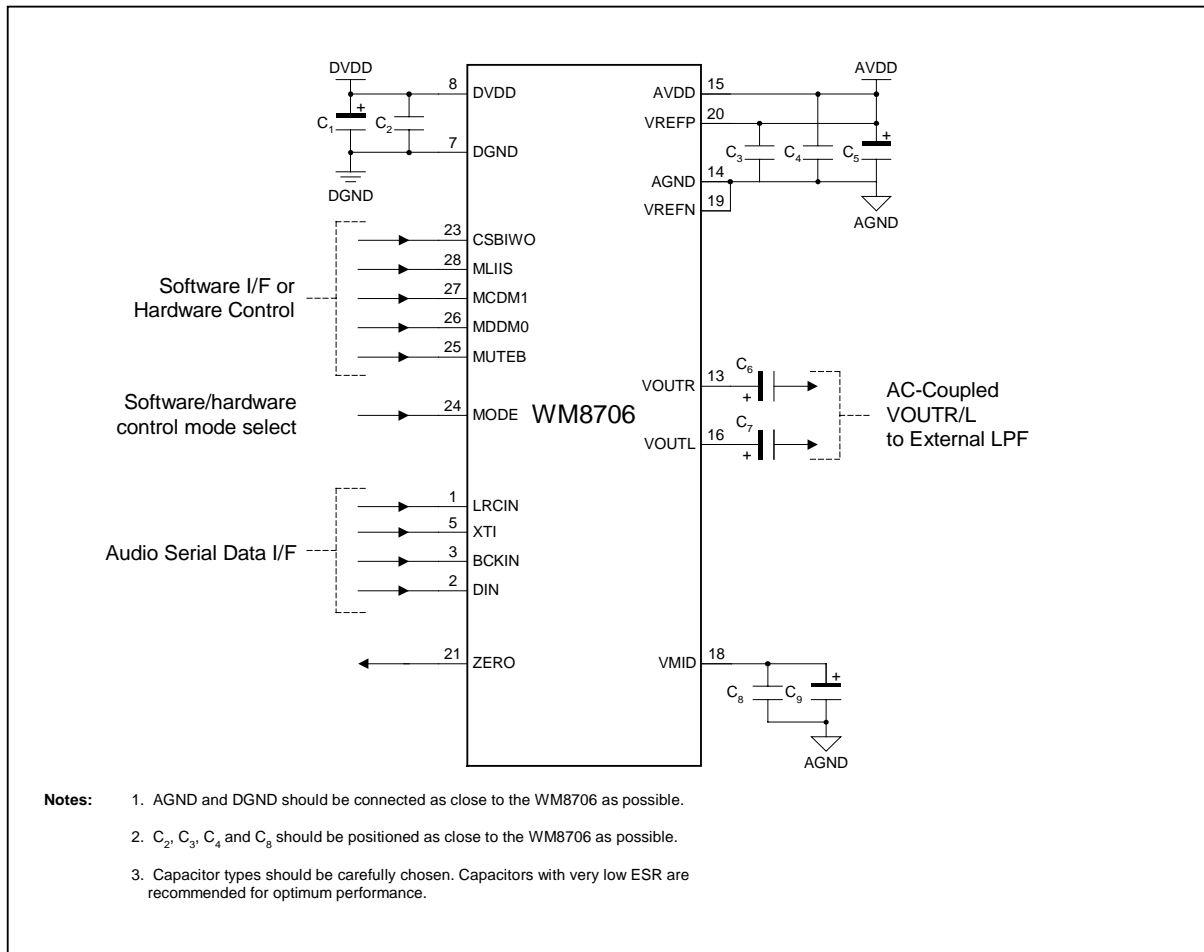 DVDD
8
DVDD
C1
+
C2
7
DGND
DGND
AVDD
15
AVDD
20
VREFP
C3
C4
C5
+
14
AGND
19
VREFN
AGND
Software I/F or
Hardware Control
23
CSBIWO
28
MLIIS
27
MCDM1
26
MDDM0
25
MUTEB
Software/hardware
control mode select
24
MODE
WM8706
VOUTR
13
C6
+
VOUTL
16
C7
+
AC-Coupled
VOUTR/L
to External LPF
Audio Serial Data I/F
1
LRCIN
5
XTI
3
BCKIN
2
DIN
21
ZERO
VMID
18
C8
C9
+
AGND
Notes:
1. AGND and DGND should be connected as close to the WM8706 as possible.
2. C2, C3, C4 and C8 should be positioned as close to the WM8706 as possible.
3. Capacitor types should be carefully chosen. Capacitors with very low ESR are
recommended for optimum performance.